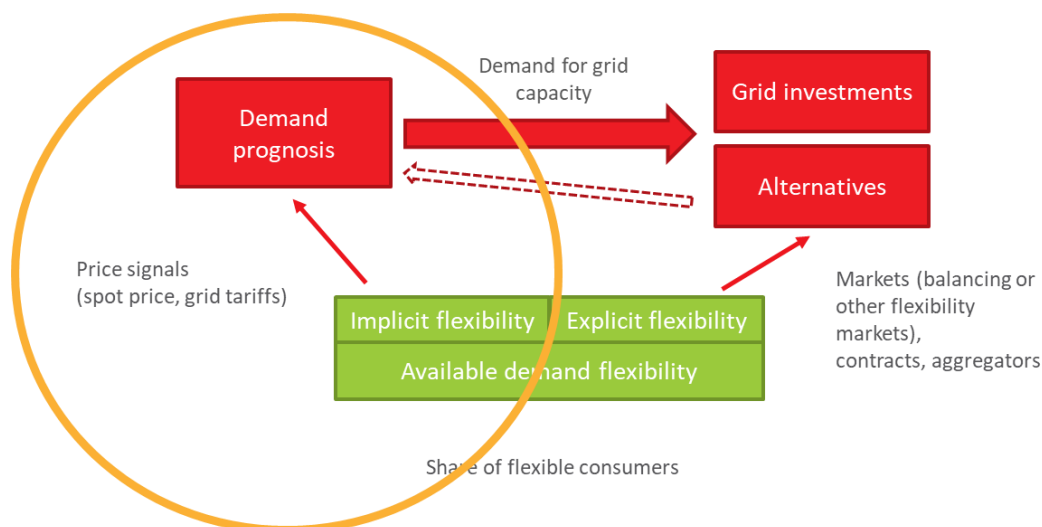 Demand for grid
capacity
Grid investments
Demand
prognosis
Alternatives
Price signals
(spot price, grid tariffs)
Markets (balancing or
other flexibility
markets),
contracts, aggregators
Implicit flexibility
Explicit flexibility
Available demand flexibility
Share of flexible consumers